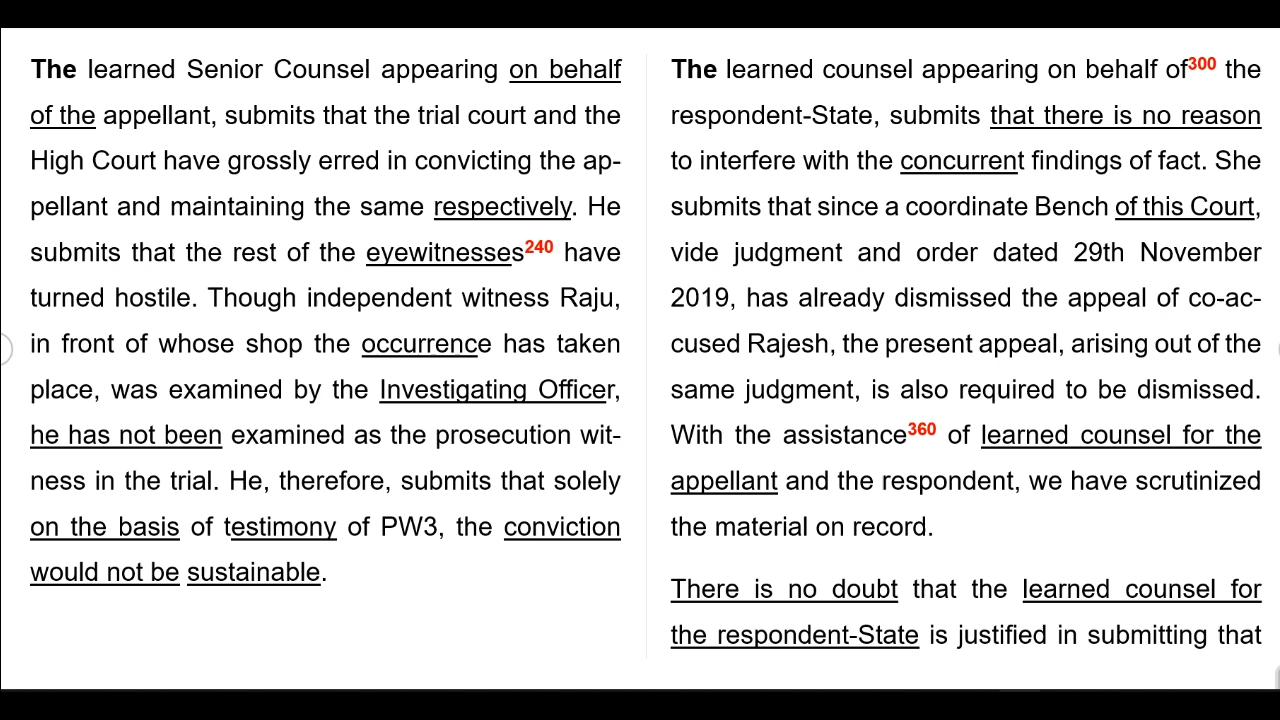 The learned Senior Counsel appearing on behalf
of the appellant, submits that the trial court and the
High Court have grossly erred in convicting the ap-
pellant and maintaining the same respectively. He
submits that the rest of the eyewitnesses240 have
turned hostile. Though independent witness Raju,
in front of whose shop the occurrence has taken
place, was examined by the Investigating Officer,
he has not been examined as the prosecution wit-
ness in the trial. He, therefore, submits that solely
on the basis of testimony of PW3, the conviction
would not be sustainable.
The learned counsel appearing on behalf of300 the
respondent-State, submits that there is no reason
to interfere with the concurrent findings of fact. She
submits that since a coordinate Bench of this Court,
vide judgment and order dated 29th November
2019, has already dismissed the appeal of co-ac-
cused Rajesh, the present appeal, arising out of the
same judgment, is also required to be dismissed.
With the assistance360 of learned counsel for the
appellant and the respondent, we have scrutinized
the material on record.
There is no doubt that the learned counsel for
the respondent-State is justified in submitting that